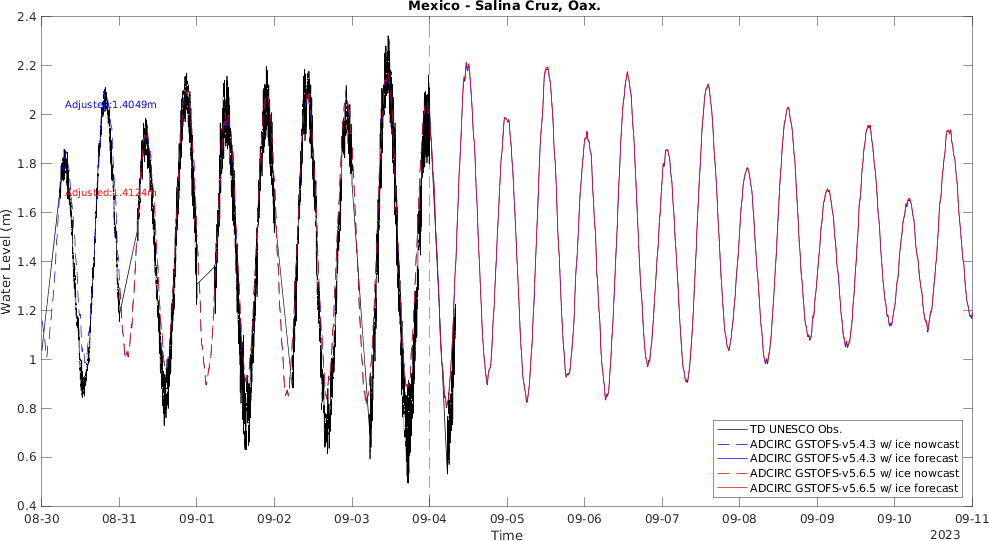 Mexico - Salina Cruz, Oax.
2.4
2.2
2
1.8
1.6
1.4
1.2
1
0.8
0.6
0.4
Water Level (m)
Adjusted:1.4049m
Adjusted:1.4124m
TD UNESCO Obs.
ADCIRC GSTOFS-v5.4.3 w/ ice nowcast
ADCIRC GSTOFS-v5.4.3 w/ ice forecast
ADCIRC GSTOFS-v5.6.5 w/ ice nowcast
ADCIRC GSTOFS-v5.6.5 w/ ice forecast
08-30 08-31 09-01 09-02 09-03 09-04 09-05 09-06 09-07 09-08 09-09 09-10 09-11
Time
2023